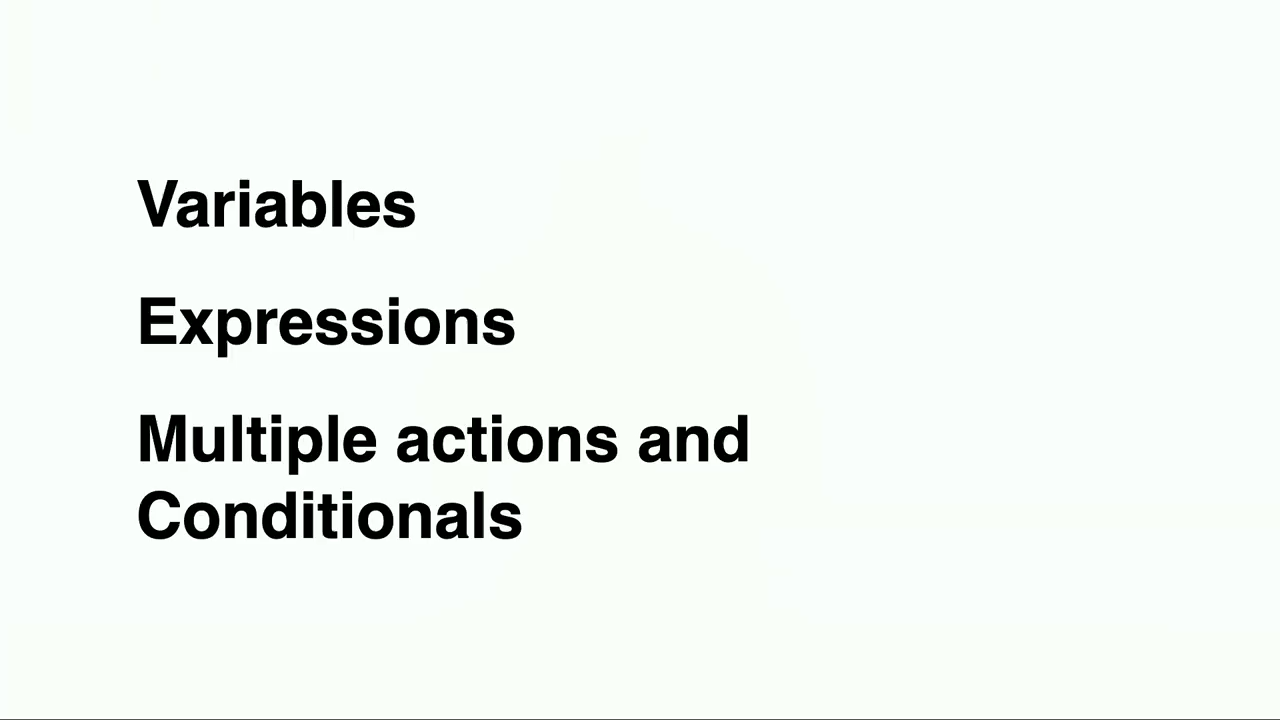 Variables
Expressions
Multiple actions and
Conditionals